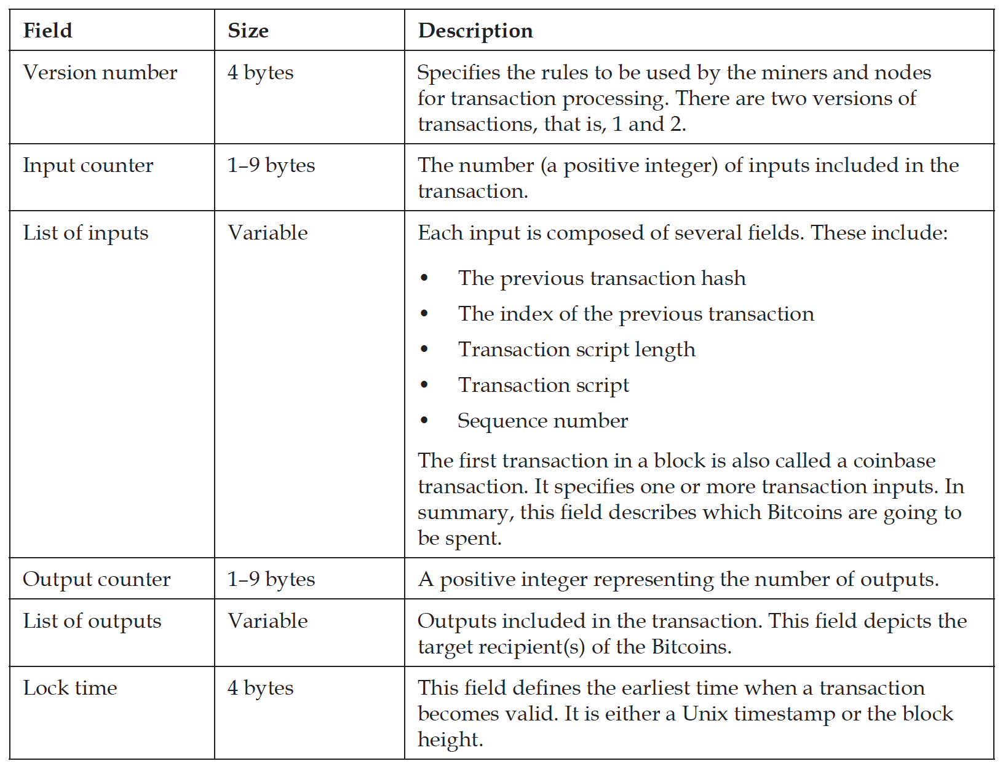 Field Size Description
Version number 4 bytes Specifies the rules to be used by the miners and nodes
for transaction processing. There are two versions of
transactions, that is, 1 and 2.
Input counter 1–9 bytes The number (a positive integer) of inputs included in the
transaction.
List of inputs Variable Each input is composed of several fields. These include:
• The previous transaction hash
• The index of the previous transaction
• Transaction script length
• Transaction script
• Sequence number
The first transaction in a block is also called a coinbase
transaction. It specifies one or more transaction inputs. In
summary, this field describes which Bitcoins are going to
be spent.
Output counter 1–9 bytes A positive integer representing the number of outputs.
List of outputs Variable Outputs included in the transaction. This field depicts the
target recipient(s) of the Bitcoins.
Lock time 4 bytes This field defines the earliest time when a transaction
becomes valid. It is either a Unix timestamp or the block
height.